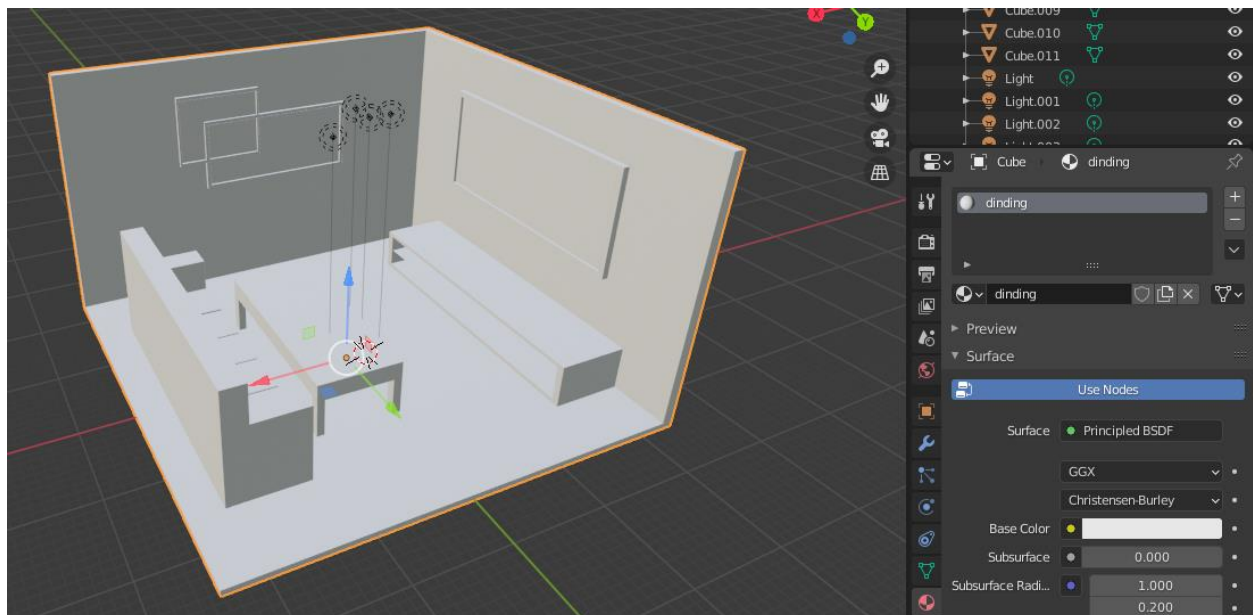 X
Y
Cube.009
Cube.010
Cube.011
Light
Light.001
Light.002
Cube
dinding
dinding
dinding
Preview
Surface
Use Nodes
Surface
Principled BSDF
GGX
Christensen-Burley
Base Color
Subsurface
0.000
Subsurface Radi...
1.000
0.200